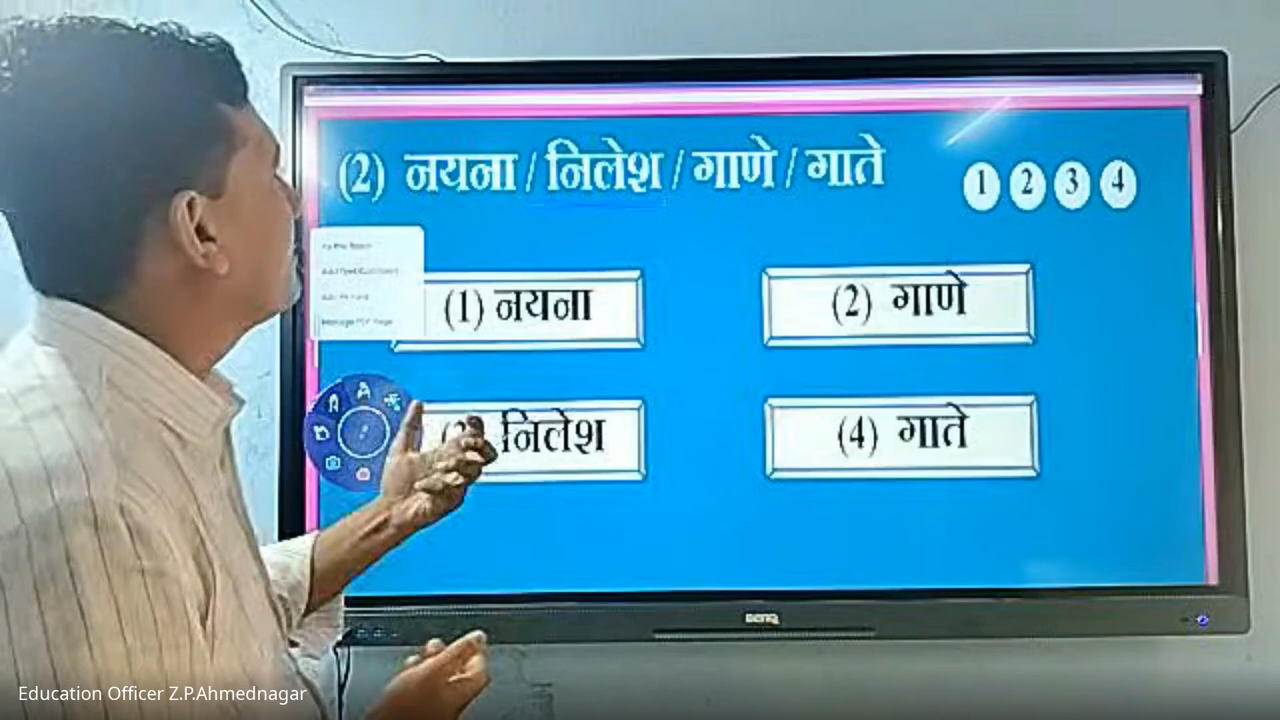 (2) नयना / निलेश / गाणे / गाते
1 2 3 4
(1) नयना
(2) गाणे
निलेश
(4) गाते
BenQ
Education Officer Z.P.Ahmednagar